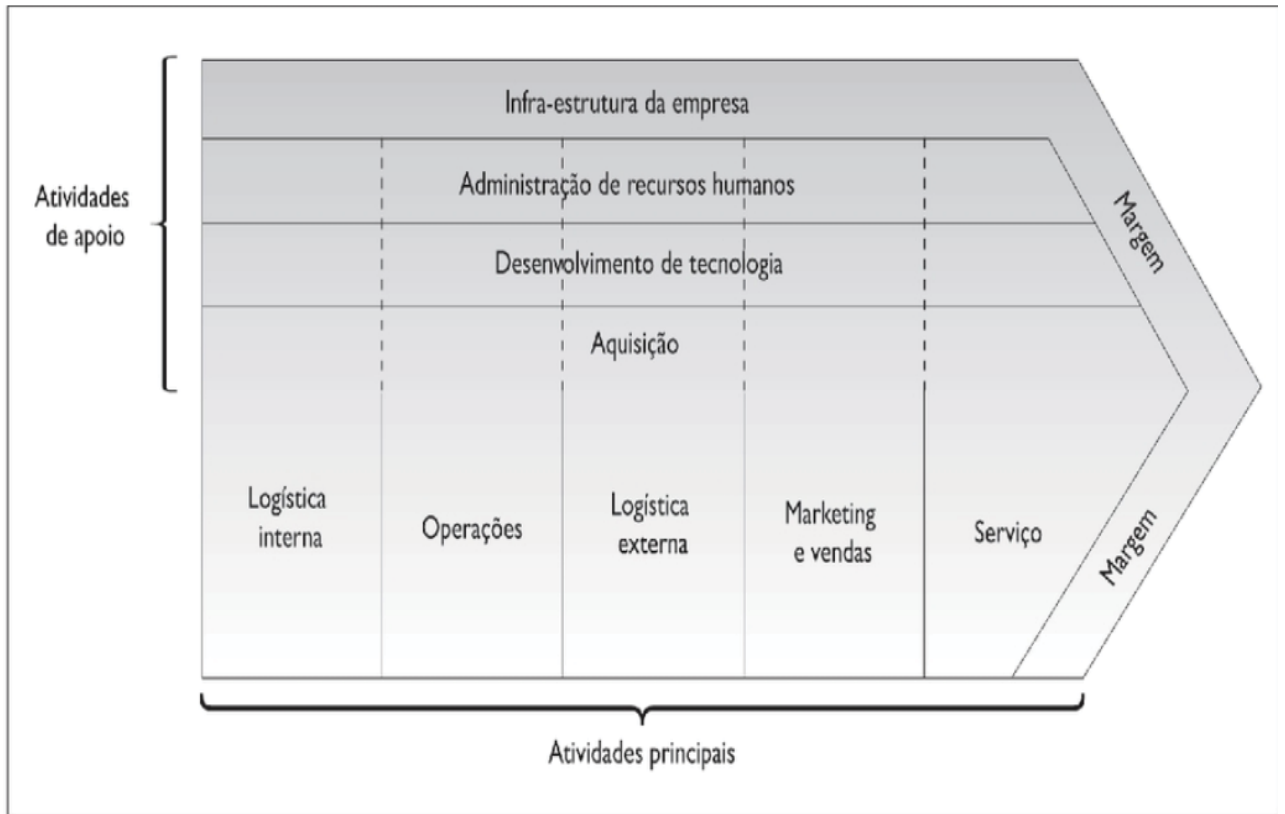 Infra-estrutura da empresa
Atividades
de apoio
Administração de recursos humanos
Desenvolvimento de tecnologia
Aquisição
Margem
Logística
interna
Operações
Logística
externa
Marketing
e vendas
Serviço
Margem
Atividades principais